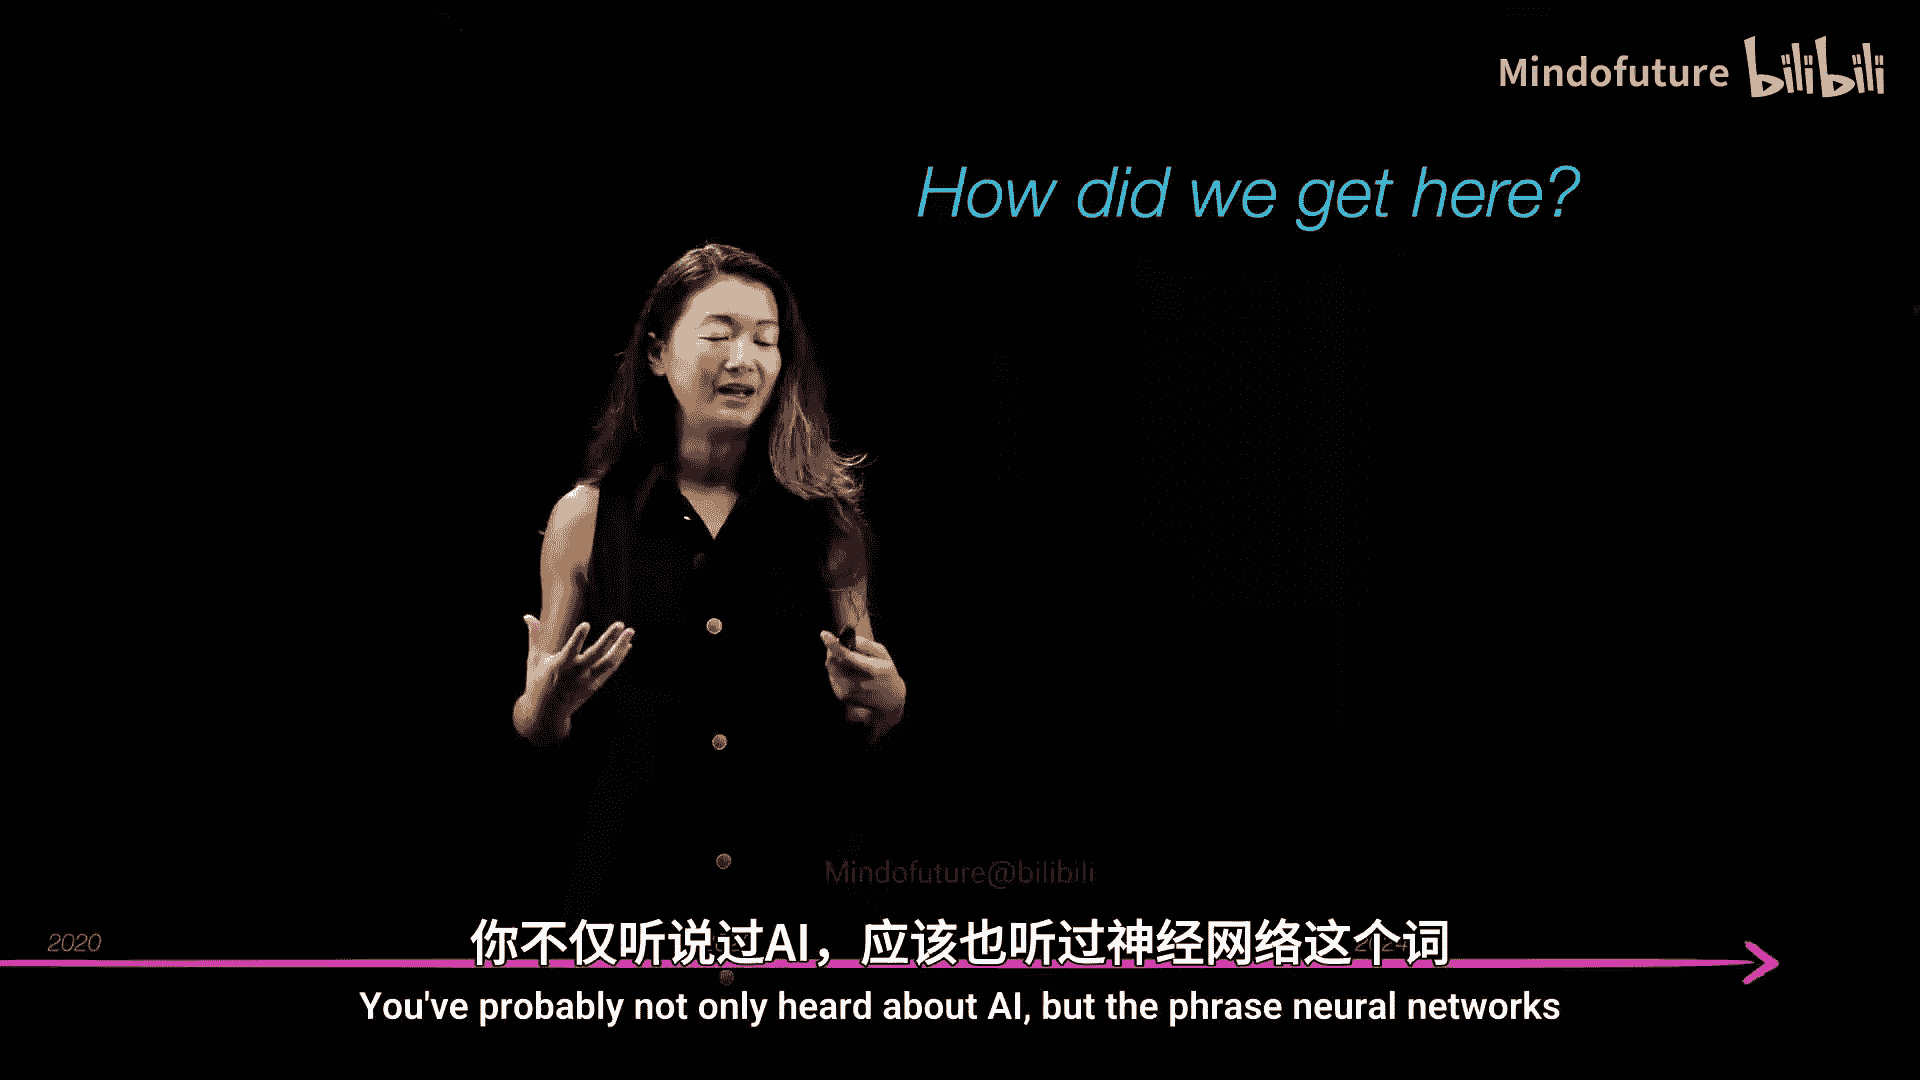 Mindofuture bilibili
How did we get here?
Mindofuture@bilibili
2020
2024
你不仅听说过AI，应该也听过神经网络这个词
You've probably not only heard about AI, but the phrase neural networks